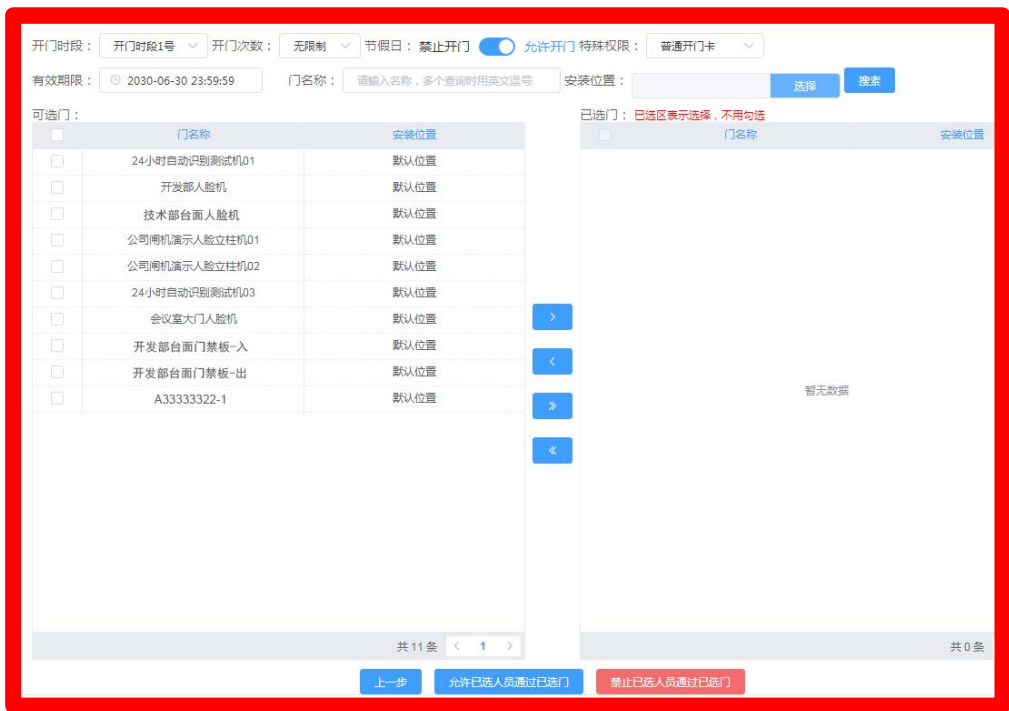 开门时段： 开门时段1号 开门次数： 无限制 节假日： 禁止开门 允许开门 特殊权限： 普通开门卡
有效期限： 2030-06-30 23:59:59 门名称： 请输入名称，多个查询时用英文逗号 安装位置： 选择 搜索
可选门： 已选门： 已选区表示选择，不用勾选
门名称 安装位置 门名称 安装位置
24小时自动识别测试机01 默认位置
开发部人脸机 默认位置
技术部台面人脸机 默认位置
公司闸机演示人脸立柱机01 默认位置
公司闸机演示人脸立柱机02 默认位置
24小时自动识别测试机03 默认位置
会议室大门人脸机 默认位置
开发部台面门禁板-入 默认位置
开发部台面门禁板-出 默认位置
A33333322-1 默认位置
暂无数据
共 11 条 < 1 > 共 0 条
上一步 允许已选人员通过已选门 禁止已选人员通过已选门